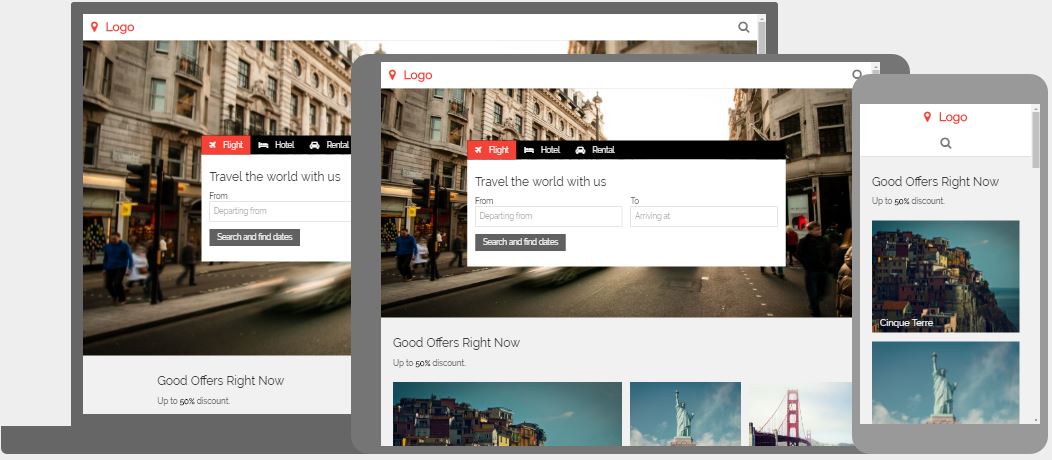 Logo
Flight Hotel Rental
Travel the world with us
From
Departing from
Search and find dates
Good Offers Right Now
Up to 50% discount.
Logo
Flight Hotel Rental
Travel the world with us
From To
Departing from Arriving at
Search and find dates
Good Offers Right Now
Up to 50% discount.
Logo
Good Offers Right Now
Up to 50% discount.
Cinque Terre